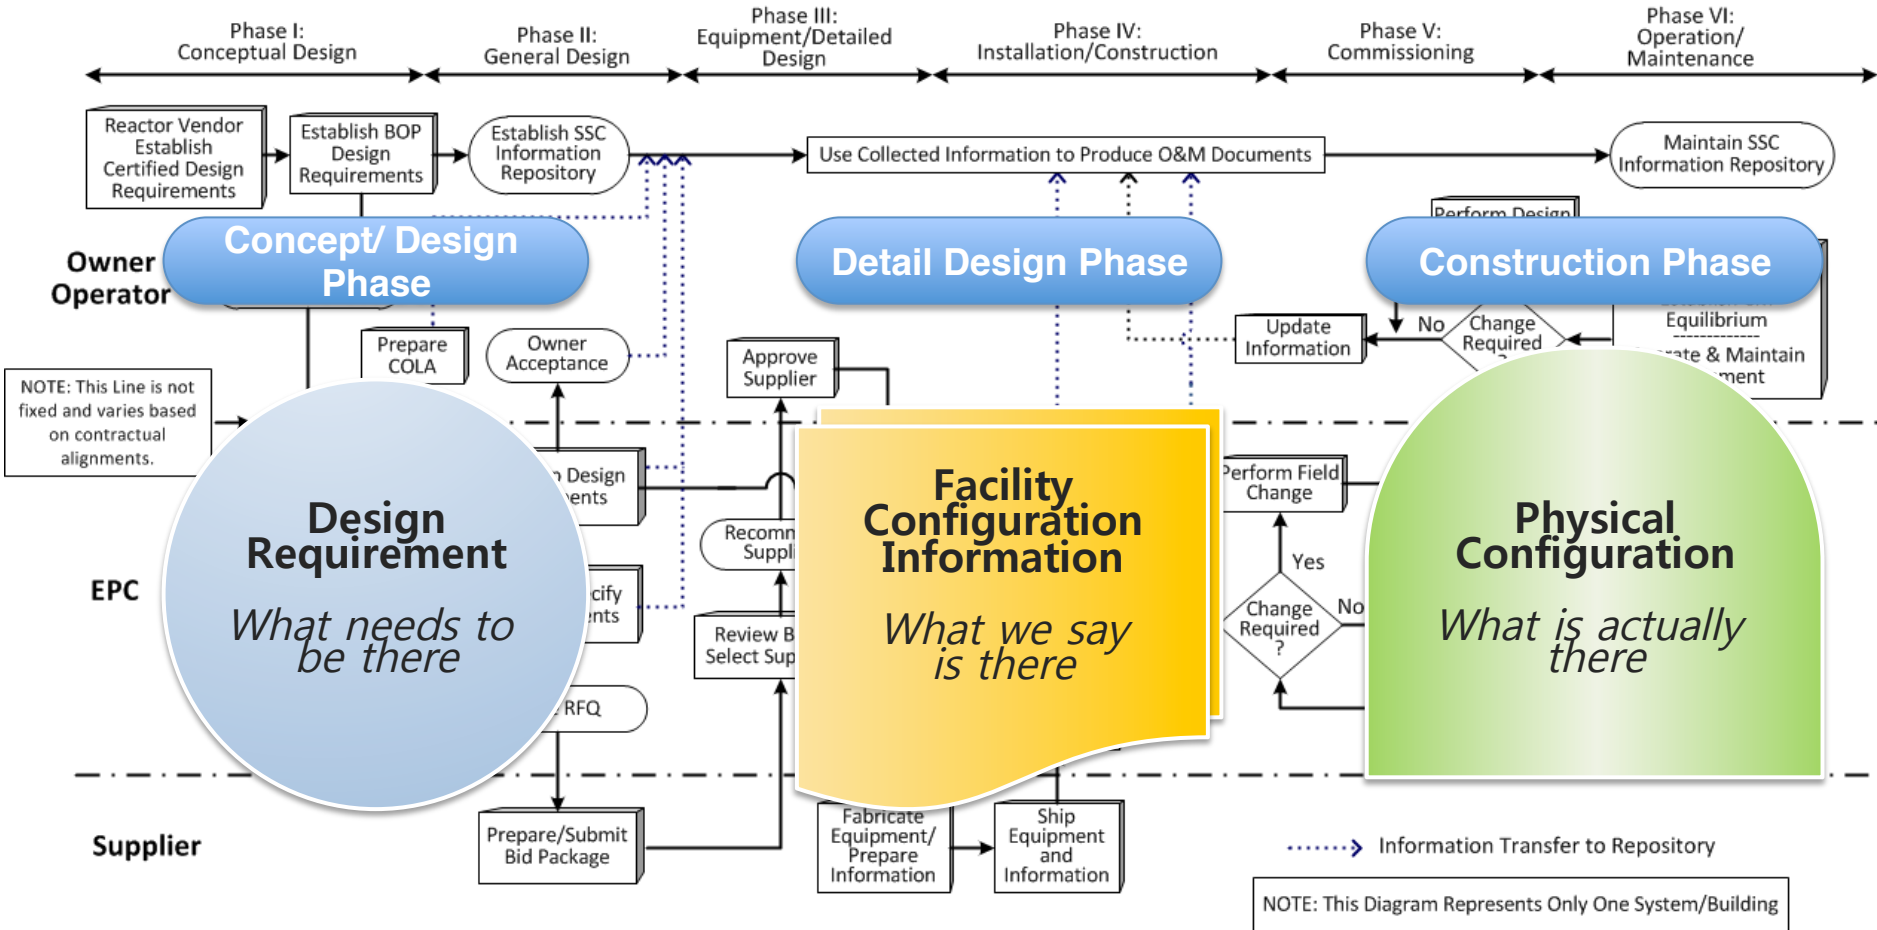 Phase I:
Conceptual Design
Phase II:
General Design
Phase III:
Equipment/Detailed
Design
Phase IV:
Installation/Construction
Phase V:
Commissioning
Phase VI:
Operation/
Maintenance
Reactor Vendor
Establish
Certified Design
Requirements
Establish BOP
Design
Requirements
Establish SSC
Information
Repository
Use Collected Information to Produce O&M Documents
Maintain SSC
Information Repository
Perform Design
Owner
Operator
Concept/ Design
Phase
Detail Design Phase
Construction Phase
Prepare
COLA
Owner
Acceptance
Approve
Supplier
Update
Information
No
Change
Required
Equilibrium
& Maintain
NOTE: This Line is not
fixed and varies based
on contractual
alignments.
Design
Perform Field
Change
Design
Requirement
What needs to
be there
Facility
Configuration
Information
What we say
is there
Physical
Configuration
What is actually
there
EPC
Yes
Change
Required
?
No
Review
Select
RFQ
Supplier
Prepare/Submit
Bid Package
Fabricate
Equipment/
Prepare
Information
Ship
Equipment
and
Information
Information Transfer to Repository
NOTE: This Diagram Represents Only One System/Building